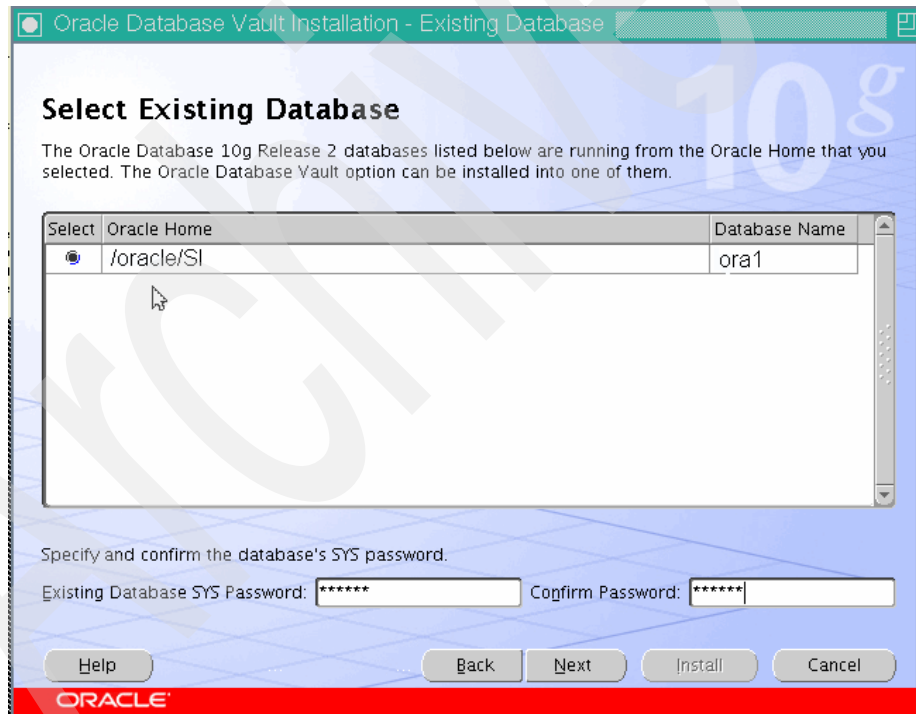 Oracle Database Vault Installation - Existing Database
10g
Select Existing Database
The Oracle Database 10g Release 2 databases listed below are running from the Oracle Home that you
selected. The Oracle Database Vault option can be installed into one of them.
Select Oracle Home Database Name
/oracle/SI ora1
Specify and confirm the database's SYS password.
Existing Database SYS Password: ****** Confirm Password: ******
Help Back Next Install Cancel
ORACLE